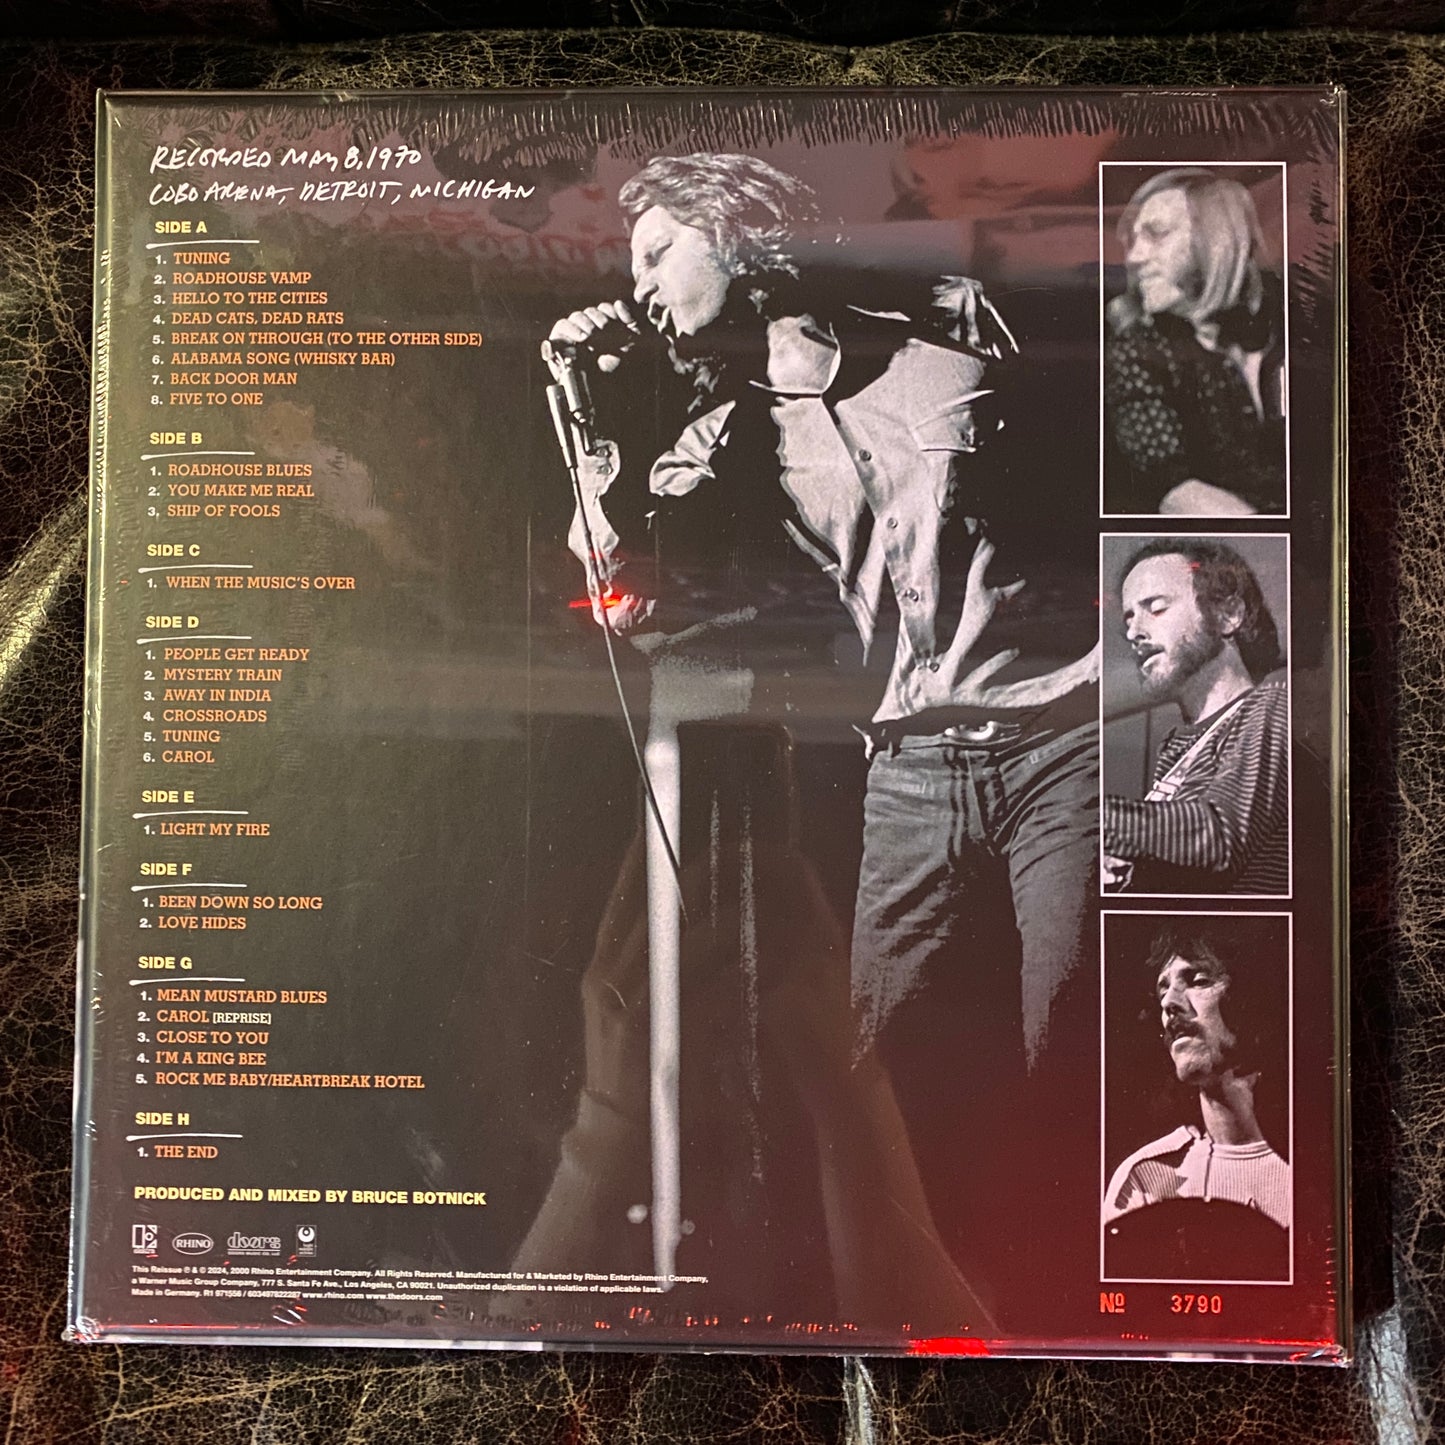 RECORDED MAY 8, 1970
COBO ARENA, DETROIT, MICHIGAN
SIDE A
1. TUNING
2. ROADHOUSE VAMP
3. HELLO TO THE CITIES
4. DEAD CATS, DEAD RATS
5. BREAK ON THROUGH (TO THE OTHER SIDE)
6. ALABAMA SONG (WHISKY BAR)
7. BACK DOOR MAN
8. FIVE TO ONE
SIDE B
1. ROADHOUSE BLUES
2. YOU MAKE ME REAL
3. SHIP OF FOOLS
SIDE C
1. WHEN THE MUSIC'S OVER
SIDE D
1. PEOPLE GET READY
2. MYSTERY TRAIN
3. AWAY IN INDIA
4. CROSSROADS
5. TUNING
6. CAROL
SIDE E
1. LIGHT MY FIRE
SIDE F
1. BEEN DOWN SO LONG
2. LOVE HIDES
SIDE G
1. MEAN MUSTARD BLUES
2. CAROL [REPRISE]
3. CLOSE TO YOU
4. I'M A KING BEE
5. ROCK ME BABY/HEARTBREAK HOTEL
SIDE H
1. THE END
PRODUCED AND MIXED BY BRUCE BOTNICK
RHINO doors
This Reissue ℗ & © 2024, 2000 Rhino Entertainment Company. All Rights Reserved. Manufactured for & Marketed by Rhino Entertainment Company,
a Warner Music Group Company, 777 S. Santa Fe Ave., Los Angeles, CA 90021. Unauthorized duplication is a violation of applicable laws.
Made in Germany. R1 971556 / 603497822287 www.rhino.com www.thedoors.com
Nº 3790